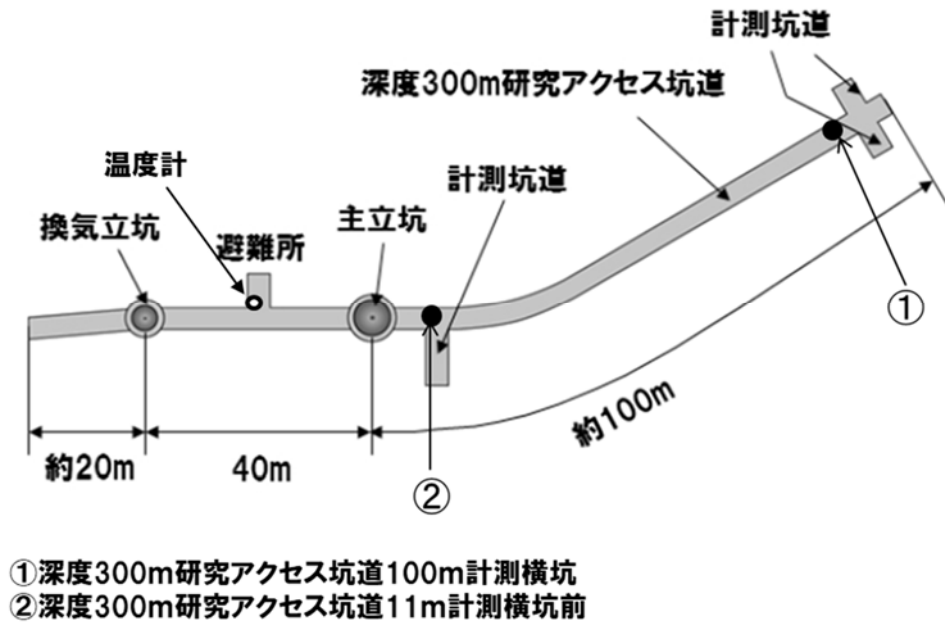 計測坑道
深度300m研究アクセス坑道
温度計
計測坑道
換気立坑
避難所
主立坑
①
約100m
約20m
40m
②
①深度300m研究アクセス坑道100m計測横坑
②深度300m研究アクセス坑道11m計測横坑前